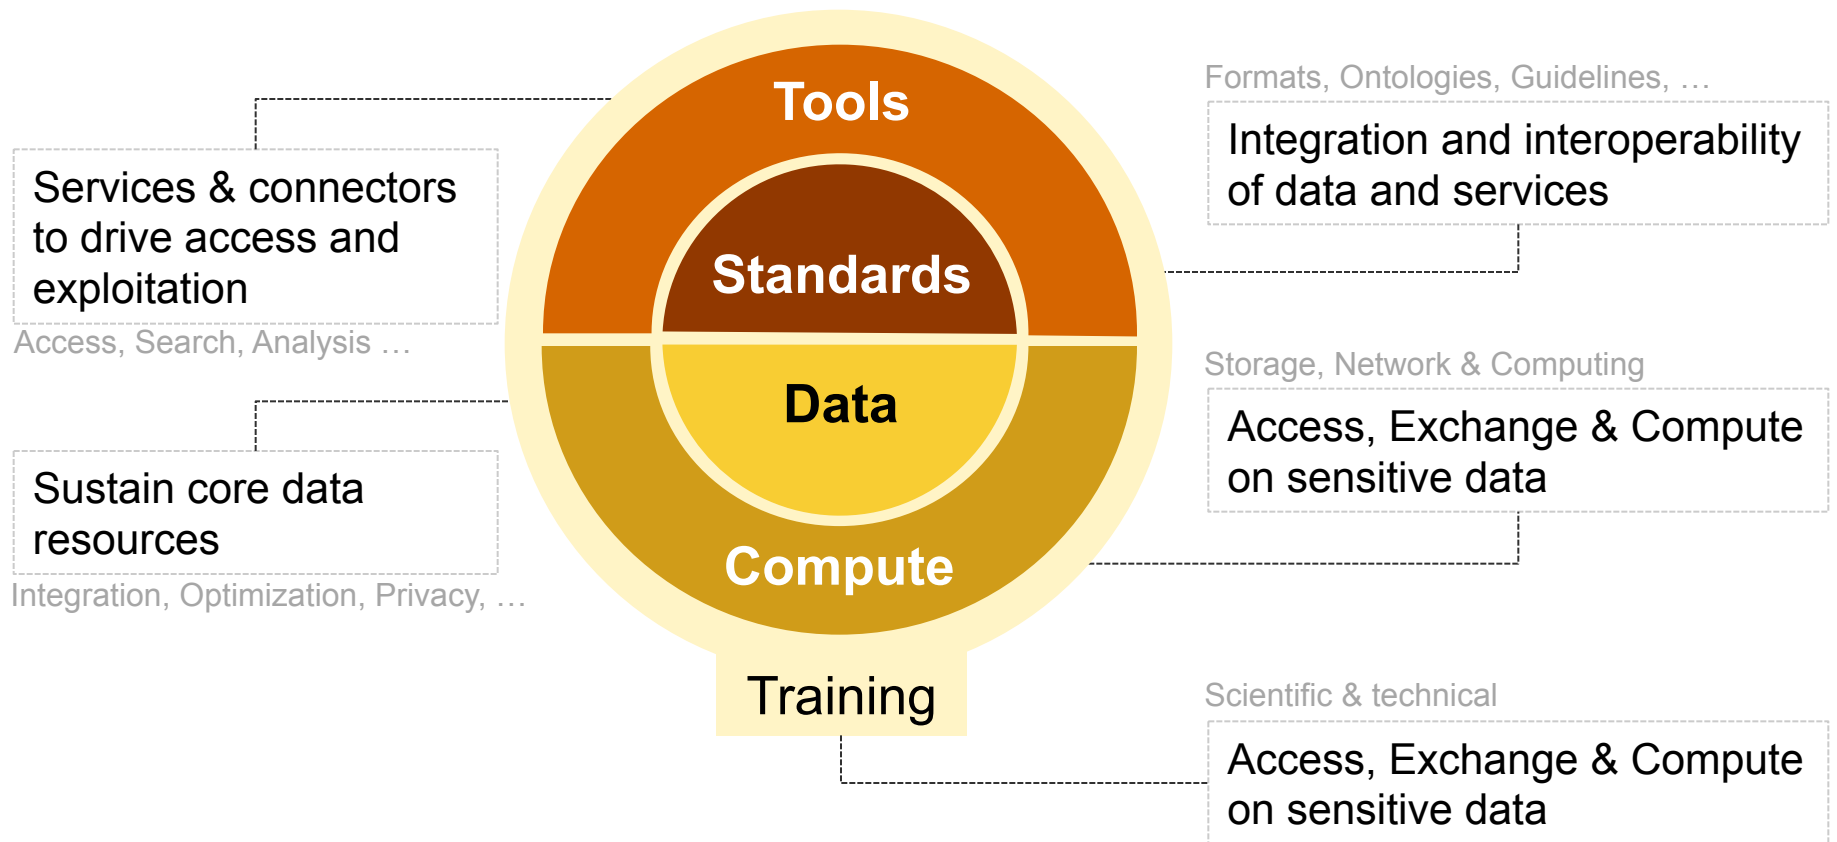 Tools
Standards
Data
Compute
Training
Services & connectors
to drive access and
exploitation
Access, Search, Analysis …
Sustain core data
resources
Integration, Optimization, Privacy, …
Formats, Ontologies, Guidelines, …
Integration and interoperability
of data and services
Storage, Network & Computing
Access, Exchange & Compute
on sensitive data
Scientific & technical
Access, Exchange & Compute
on sensitive data